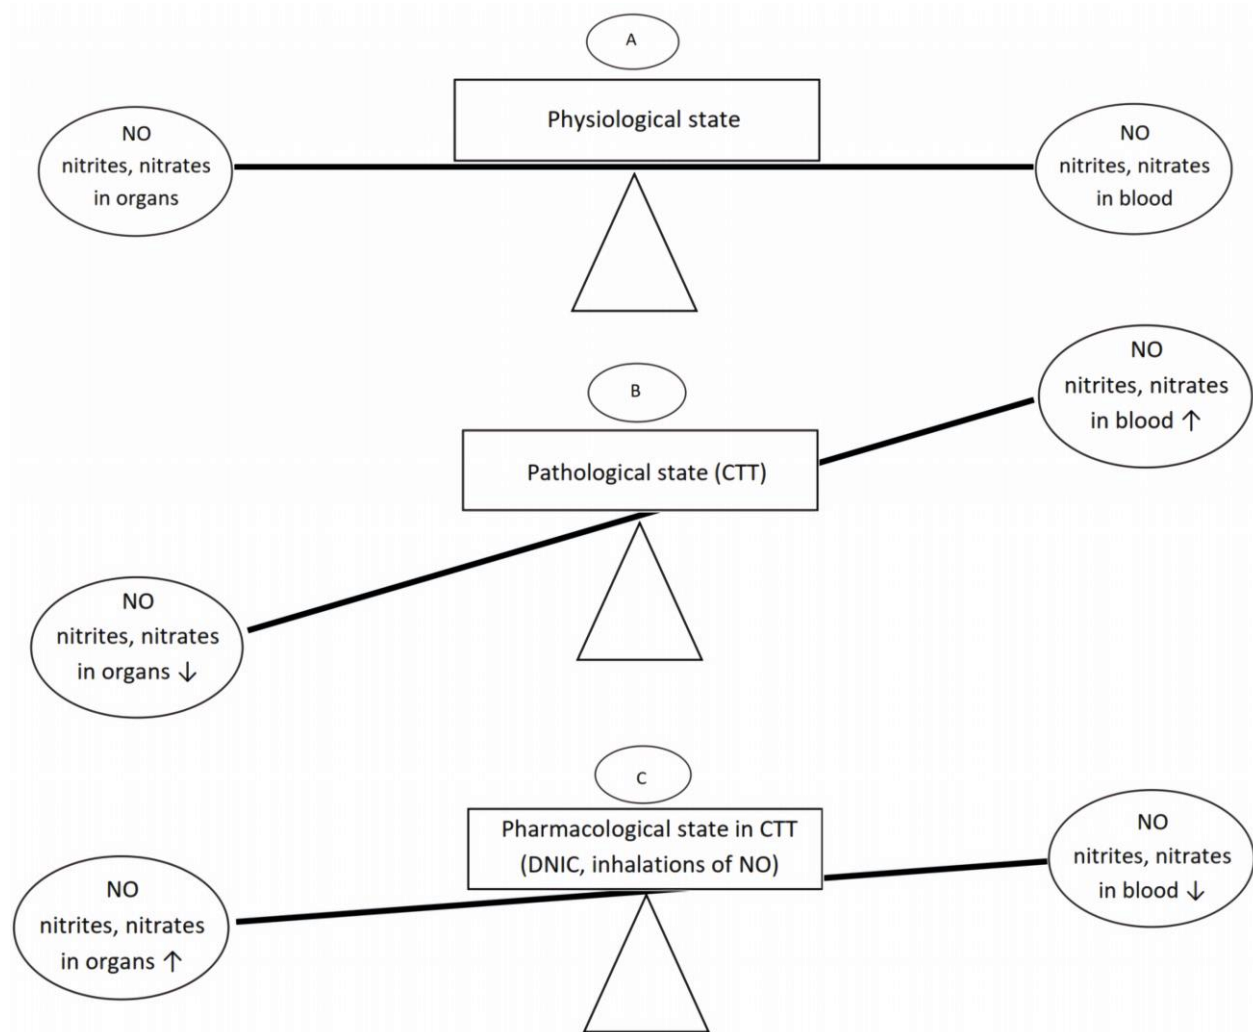 A
Physiological state
NO
nitrites, nitrates
in organs
NO
nitrites, nitrates
in blood
B
Pathological state (CTT)
NO
nitrites, nitrates
in blood ↑
NO
nitrites, nitrates
in organs ↓
C
Pharmacological state in CTT
(DNIC, inhalations of NO)
NO
nitrites, nitrates
in blood ↓
NO
nitrites, nitrates
in organs ↑